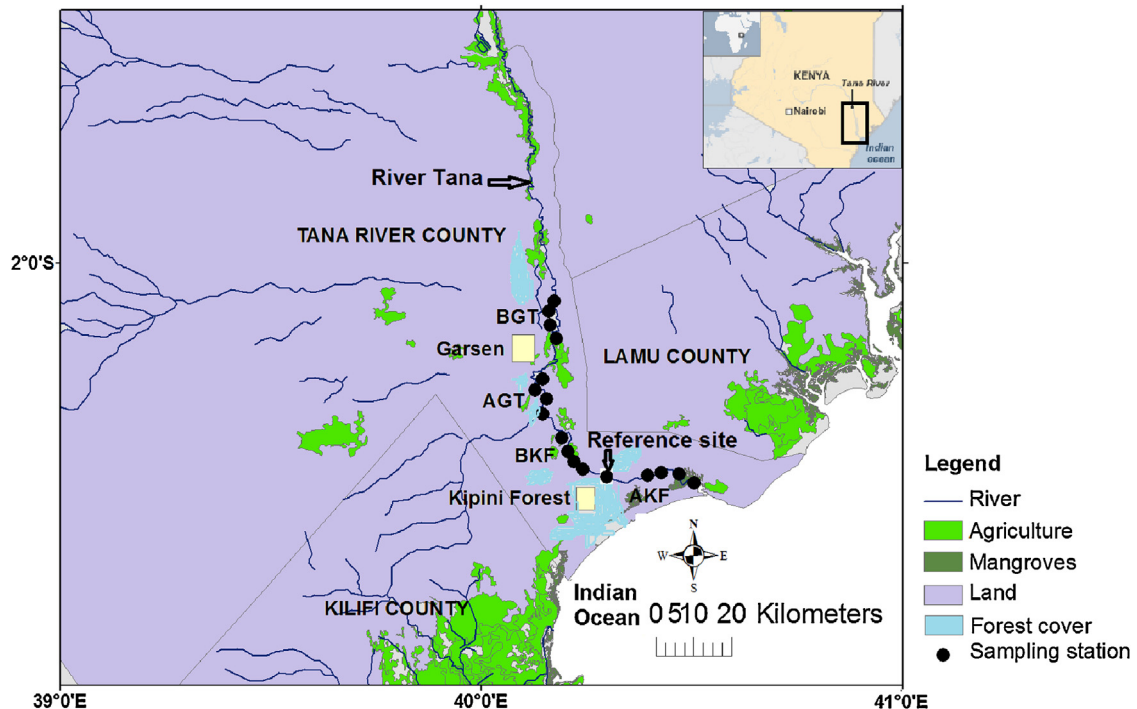 KENYA
Tana River
Nairobi
Indian
ocean
River Tana
TANA RIVER COUNTY
2°0'S
BGT
Garsen
LAMU COUNTY
AGT
Reference site
BKF
Kipini Forest
AKF
N
W
E
S
Indian
Ocean
0 5 10 20 Kilometers
KILIFI COUNTY
39°0'E
40°0'E
41°0'E
Legend
River
Agriculture
Mangroves
Land
Forest cover
Sampling station